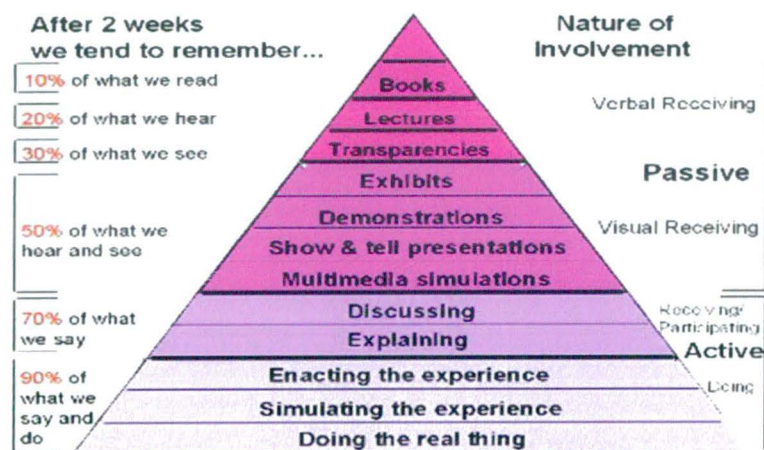 After 2 weeks
we tend to remember...
10% of what we read
20% of what we hear
30% of what we see
50% of what we
hear and see
70% of what
we say
90% of
what we
say and
do
Books
Lectures
Transparencies
Exhibits
Demonstrations
Show & tell presentations
Multimedia simulations
Discussing
Explaining
Enacting the experience
Simulating the experience
Doing the real thing
Nature of
Involvement
Verbal Receiving
Passive
Visual Receiving
Receiving/
Participating
Active
Doing